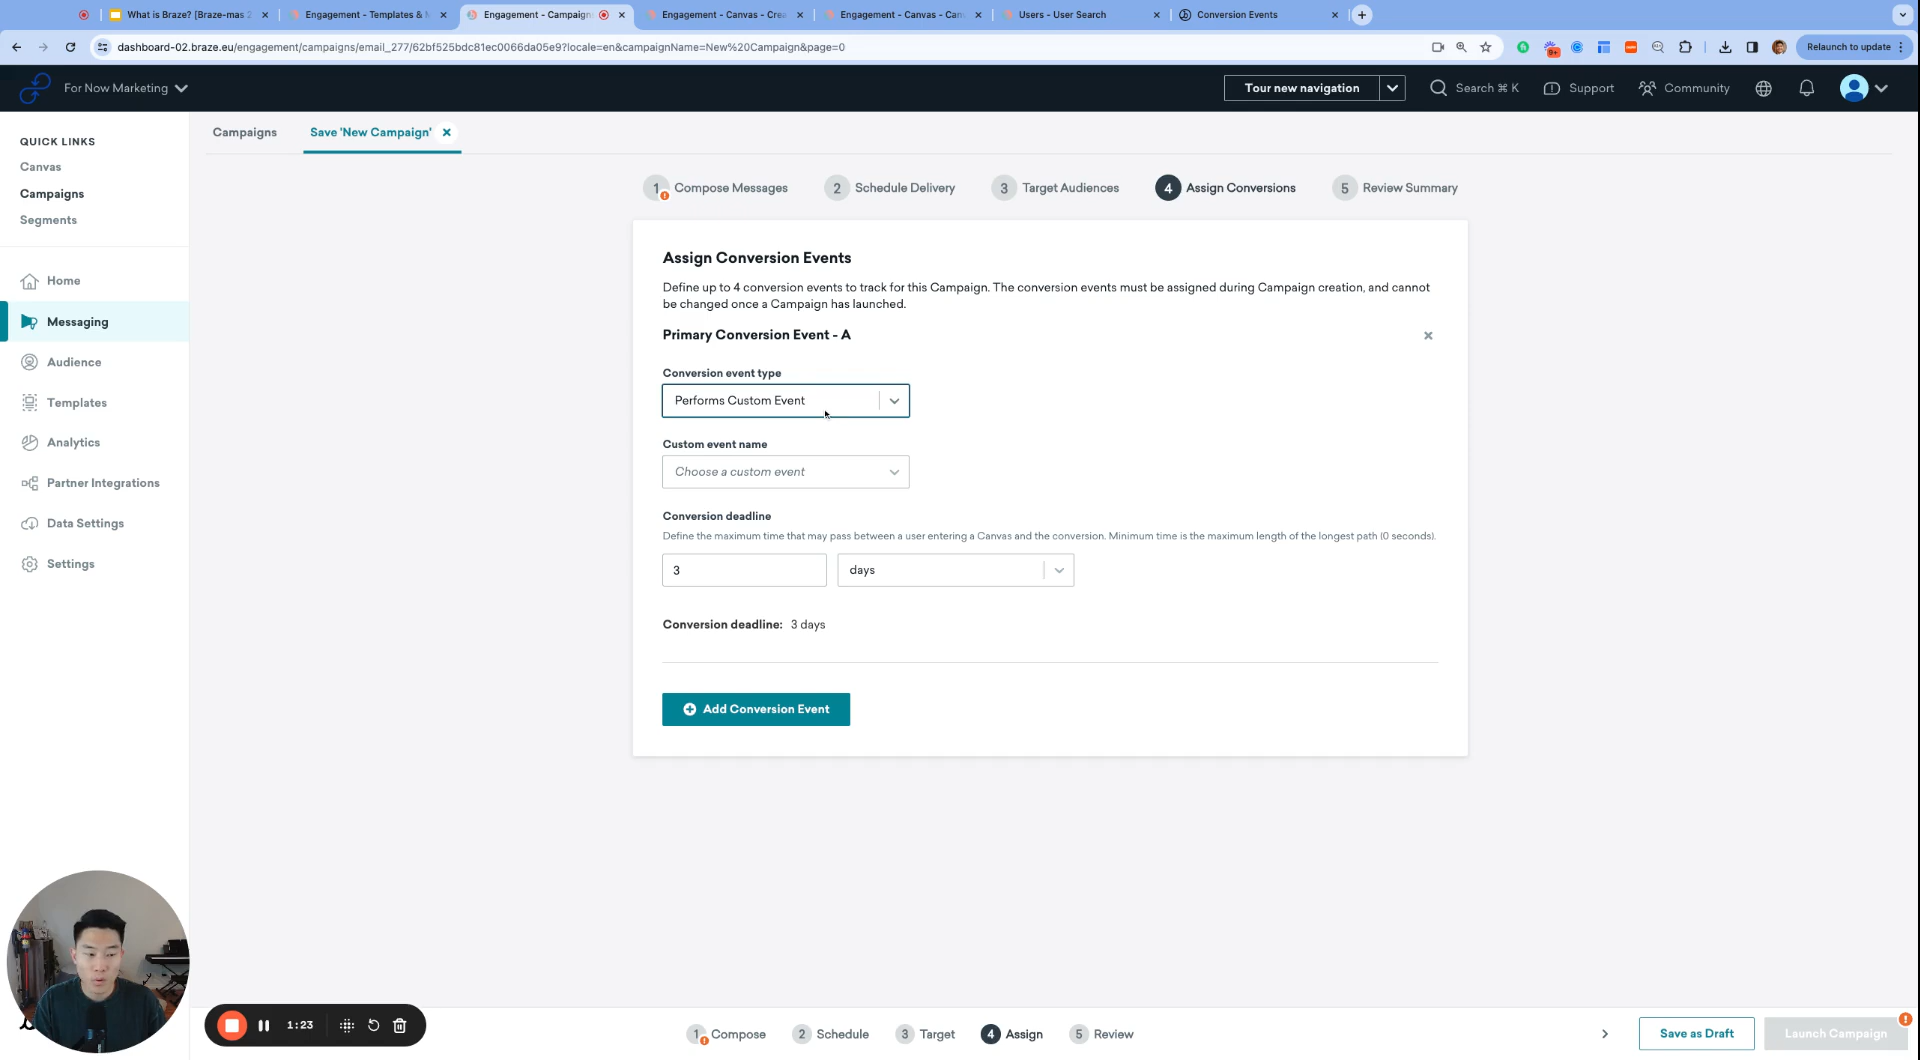 What is Braze? [Braze-mas 2
Engagement - Templates & M
Engagement - Campaign
Engagement - Canvas - Crea
Engagement - Canvas - Can
Users - User Search
Conversion Events
dashboard-02.braze.eu/engagement/campaigns/email_277/62bf525bdc81ec0066da05e9?locale=en&campaignName=New%20Campaign&page=0
9+
Relaunch to update
For Now Marketing
Tour new navigation
Search ⌘ K
Support
Community
QUICK LINKS
Canvas
Campaigns
Segments
Home
Messaging
Audience
Templates
Analytics
Partner Integrations
Data Settings
Settings
Campaigns
Save 'New Campaign'
1 Compose Messages
2 Schedule Delivery
3 Target Audiences
4 Assign Conversions
5 Review Summary
Assign Conversion Events
Define up to 4 conversion events to track for this Campaign. The conversion events must be assigned during Campaign creation, and cannot
be changed once a Campaign has launched.
Primary Conversion Event - A
Conversion event type
Performs Custom Event
Custom event name
Choose a custom event
Conversion deadline
Define the maximum time that may pass between a user entering a Canvas and the conversion. Minimum time is the maximum length of the longest path (0 seconds).
3
days
Conversion deadline: 3 days
Add Conversion Event
1:23
1 Compose
2 Schedule
3 Target
4 Assign
5 Review
Save as Draft
Launch Campaign